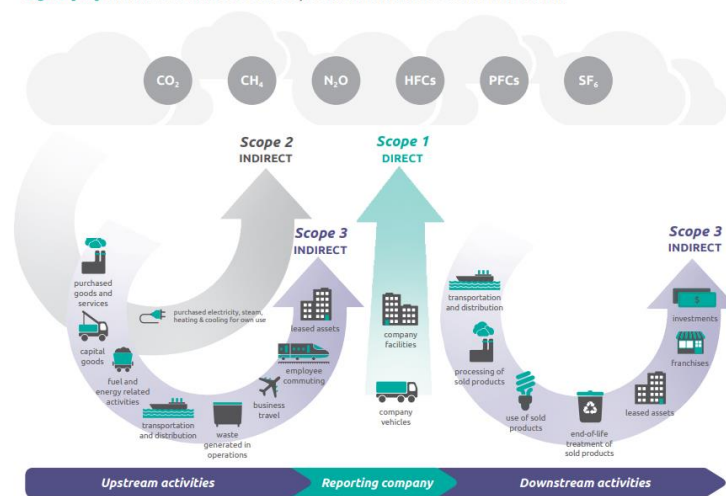 CO₂
CH₄
N₂O
HFCs
PFCs
SF₆
Scope 2
INDIRECT
Scope 1
DIRECT
Scope 3
INDIRECT
Scope 3
INDIRECT
purchased
goods and
services
capital
goods
fuel and
energy related
activities
purchased electricity, steam,
heating & cooling for own use
transportation
and distribution
waste
generated in
operations
business
travel
employee
commuting
leased assets
company
facilities
company
vehicles
transportation
and distribution
processing of
sold products
use of sold
products
end-of-life
treatment of
sold products
leased assets
franchises
$
investments
Upstream activities
Reporting company
Downstream activities